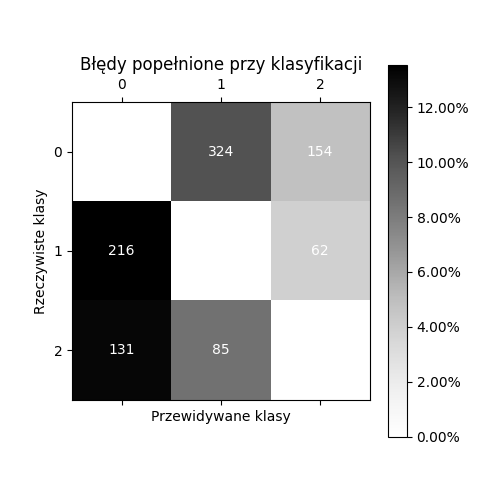 Błędy popełnione przy klasyfikacji
0 1 2
0 324 154
1 216 62
2 131 85
Rzeczywiste klasy
Przewidywane klasy
12.00%
10.00%
8.00%
6.00%
4.00%
2.00%
0.00%